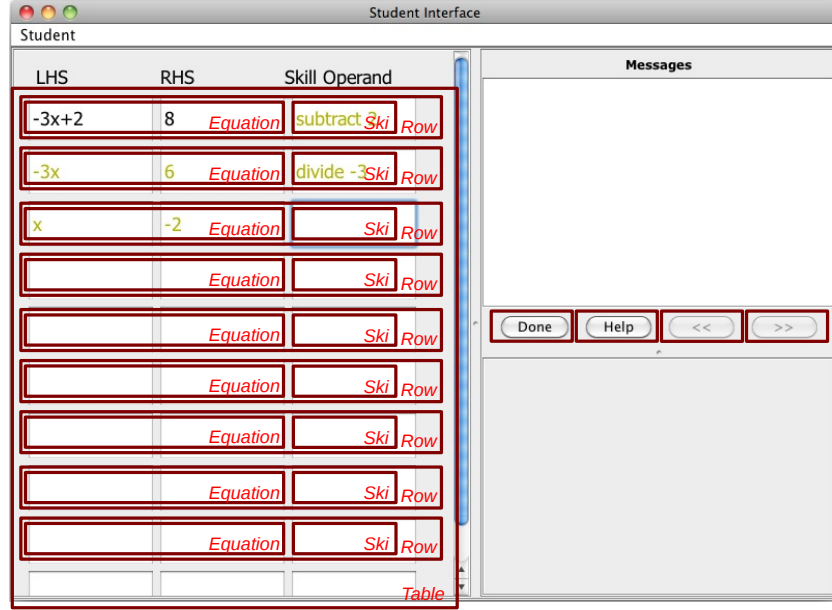 Student Interface
Student
Messages
LHS RHS Skill Operand
-3x+2 8 Equation subtract 2 Ski Row
-3x 6 Equation divide -3 Ski Row
x -2 Equation Ski Row
Equation Ski Row
Equation Ski Row
Done Help << >>
Equation Ski Row
Equation Ski Row
Equation Ski Row
Equation Ski Row
Table